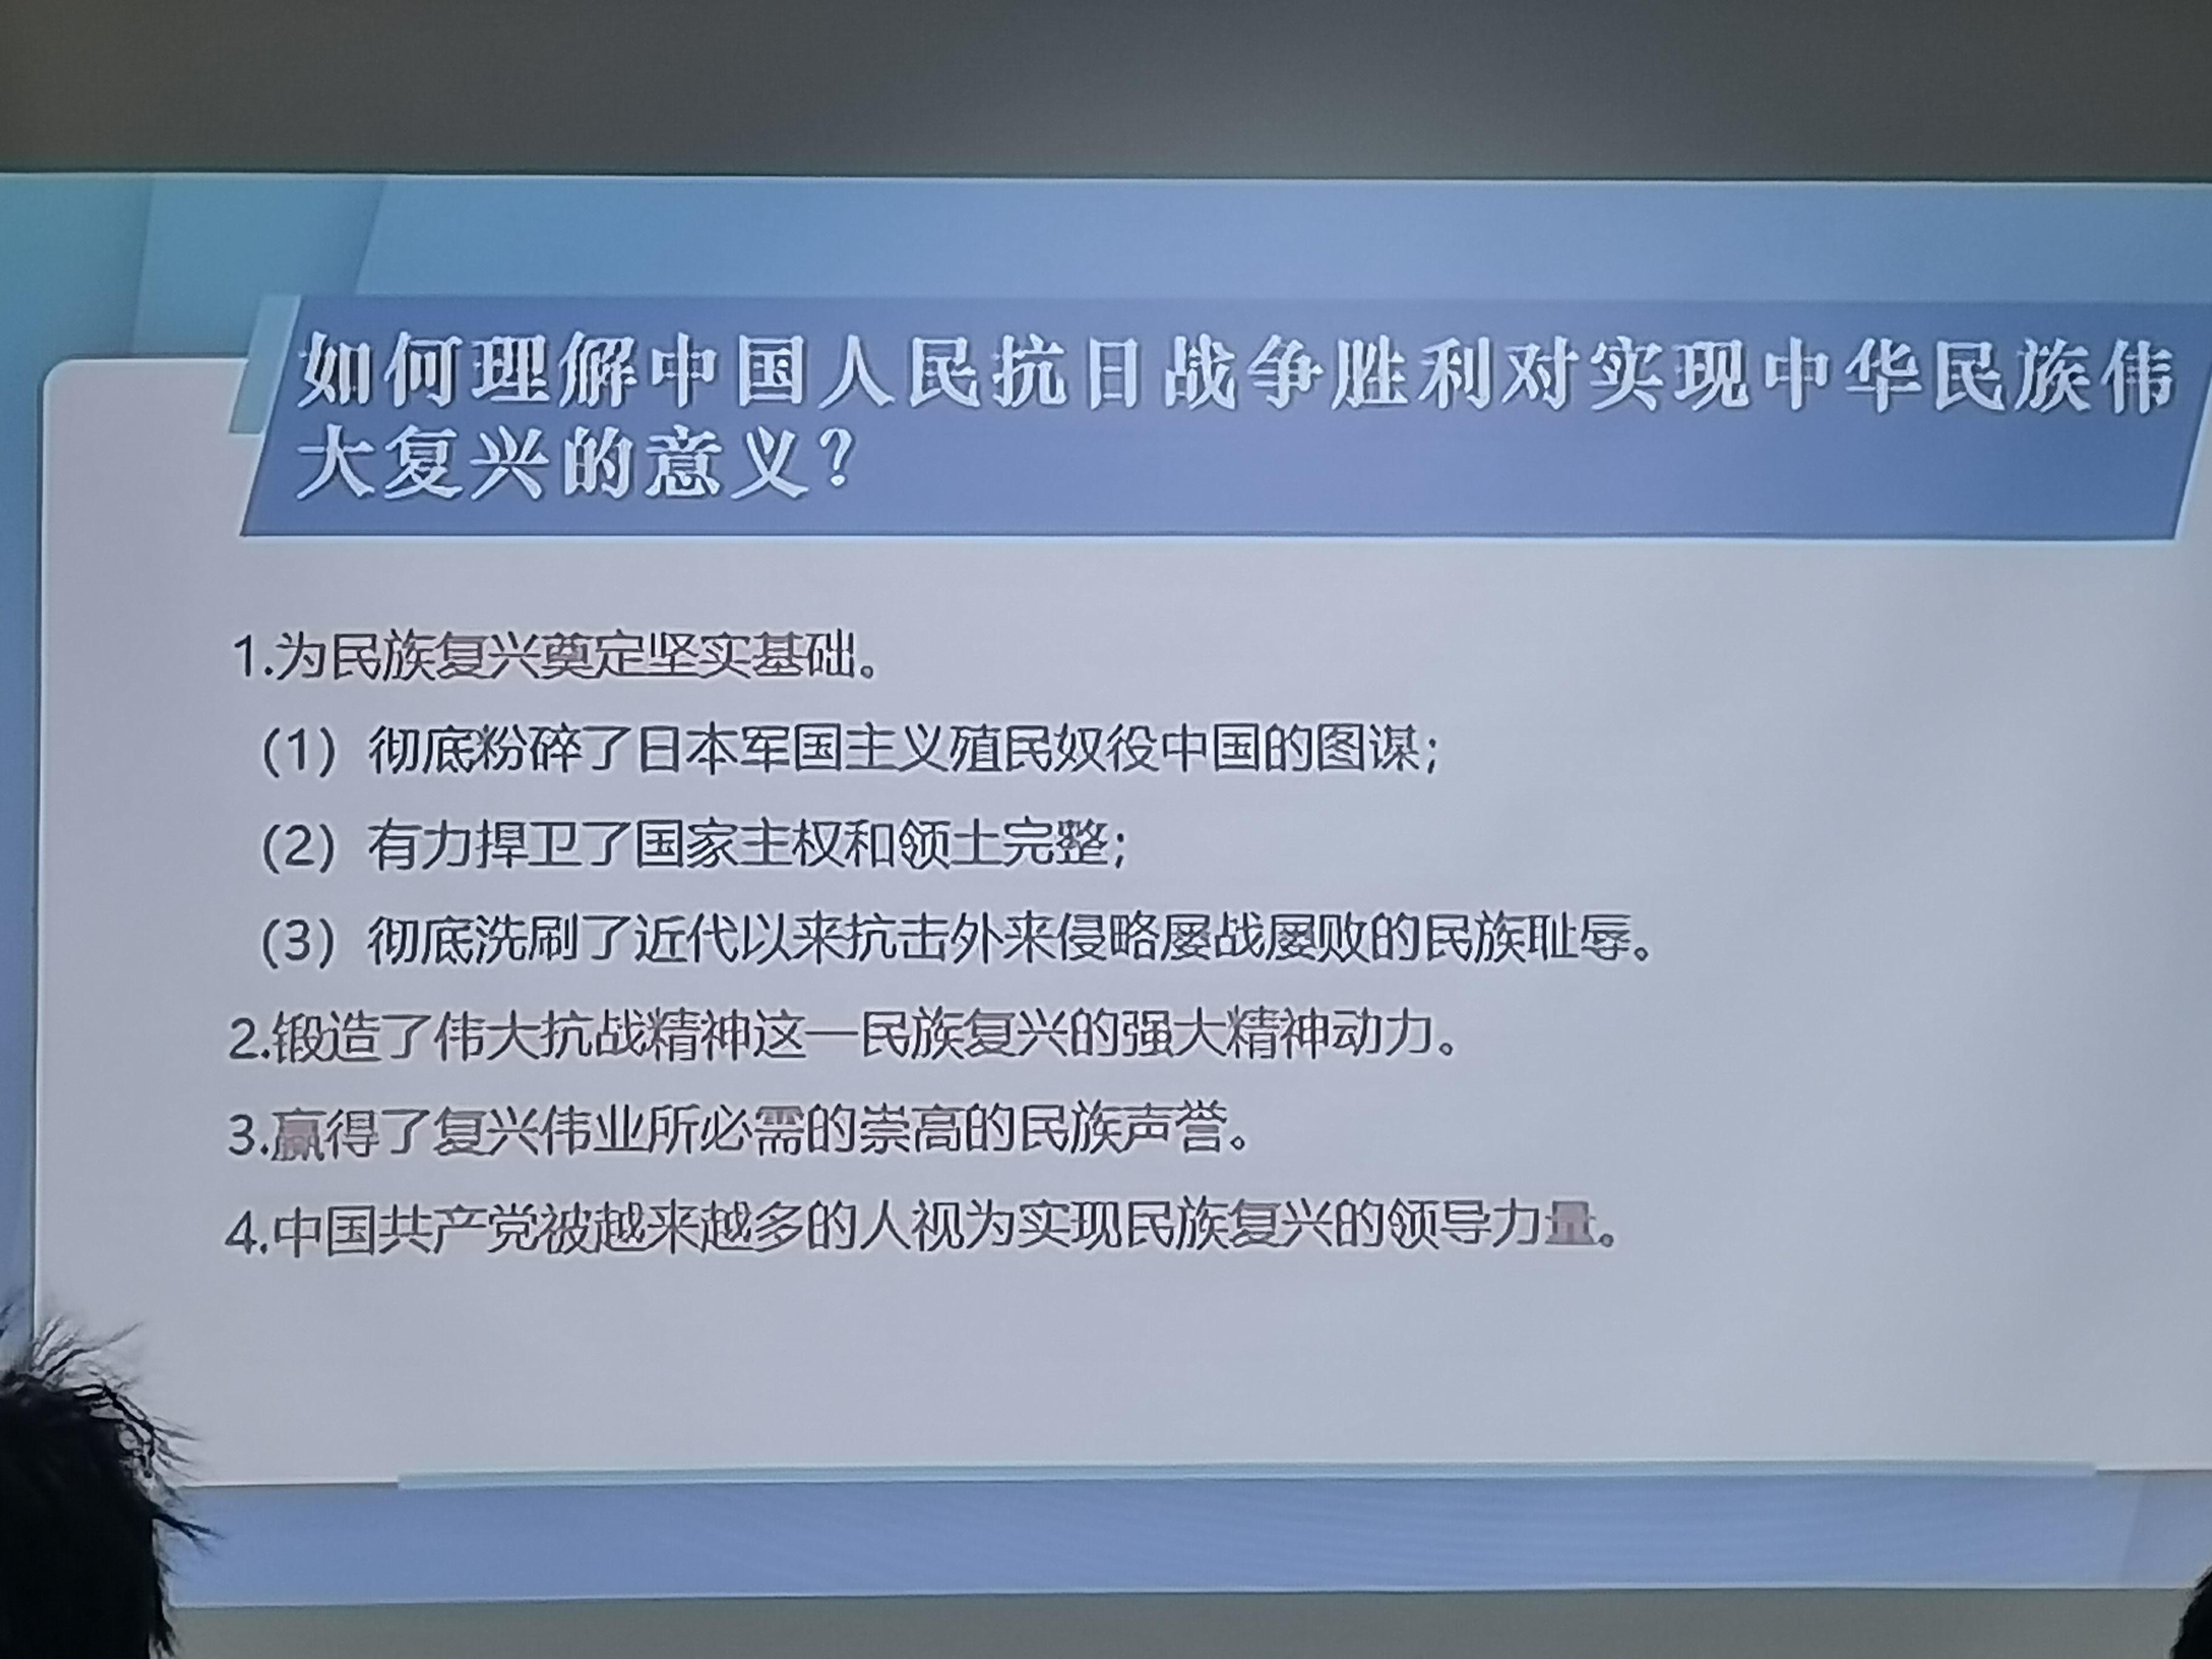 如何理解中国人民抗日战争胜利对实现中华民族伟
大复兴的意义？
1.为民族复兴奠定坚实基础。
（1）彻底粉碎了日本军国主义殖民奴役中国的图谋；
（2）有力捍卫了国家主权和领土完整；
（3）彻底洗刷了近代以来抗击外来侵略屡战屡败的民族耻辱。
2.锻造了伟大抗战精神这一民族复兴的强大精神动力。
3.赢得了复兴伟业所必需的崇高的民族声誉。
4.中国共产党被越来越多的人视为实现民族复兴的领导力量。